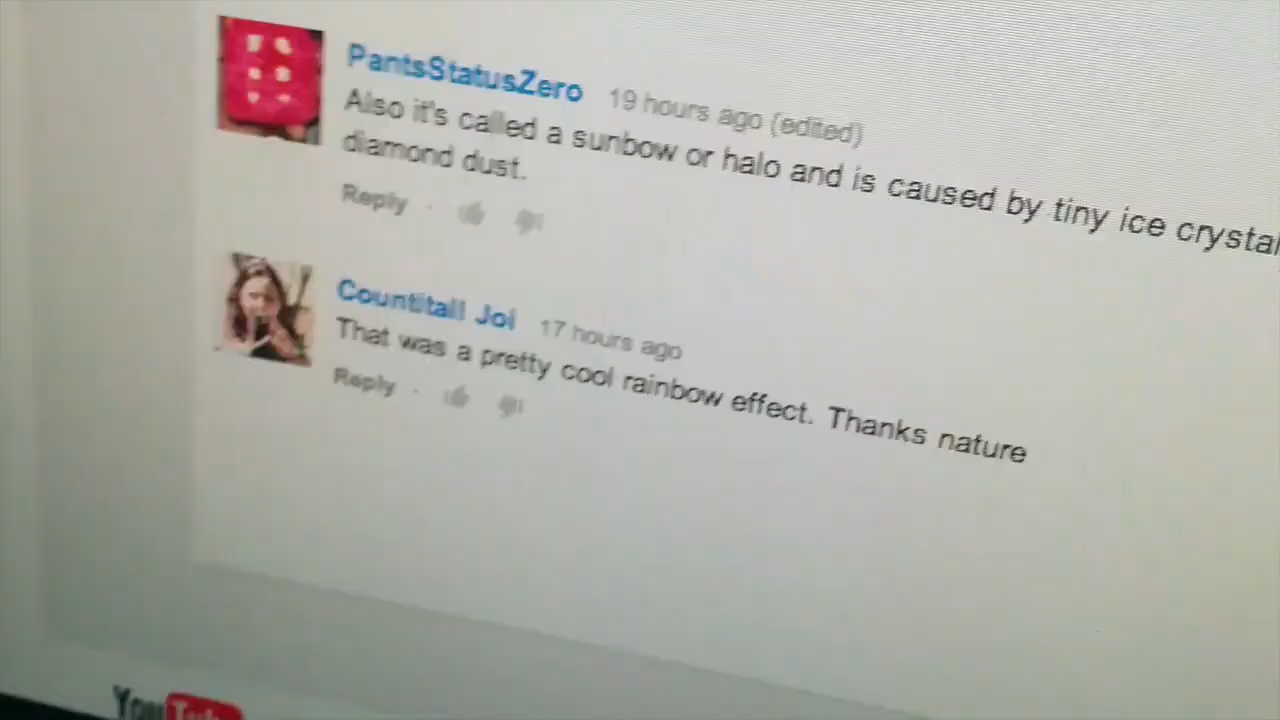 PantsStatusZero 19 hours ago (edited)
Also it's called a sunbow or halo and is caused by tiny ice crystal
diamond dust.
Reply
Countitall Joi 17 hours ago
That was a pretty cool rainbow effect. Thanks nature
Reply
YouTube